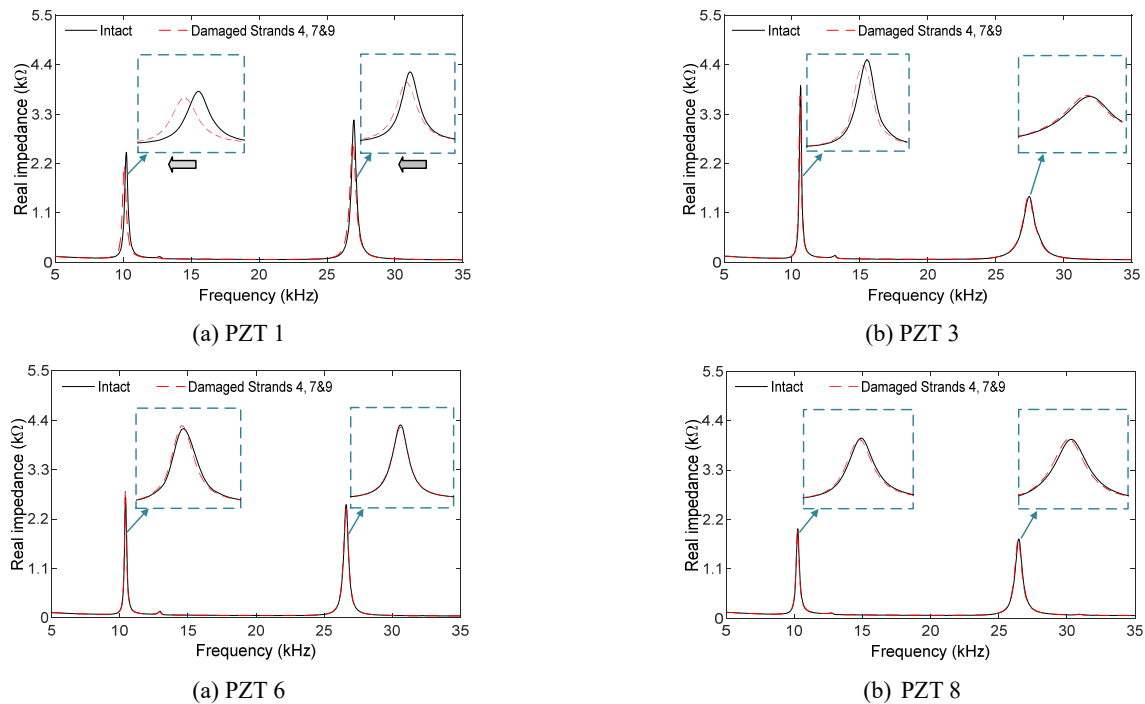 5.5
4.4
3.3
2.2
1.1
0
Real impedance (kΩ)
Intact
Damaged Strands 4, 7&9
5 10 15 20 25 30 35
Frequency (kHz)
(a) PZT 1
5.5
4.4
3.3
2.2
1.1
0
Real impedance (kΩ)
Intact
Damaged Strands 4, 7&9
5 10 15 20 25 30 35
Frequency (kHz)
(b) PZT 3
5.5
4.4
3.3
2.2
1.1
0
Real impedance (kΩ)
Intact
Damaged Strands 4, 7&9
5 10 15 20 25 30 35
Frequency (kHz)
(a) PZT 6
5.5
4.4
3.3
2.2
1.1
0
Real impedance (kΩ)
Intact
Damaged Strands 4, 7&9
5 10 15 20 25 30 35
Frequency (kHz)
(b) PZT 8